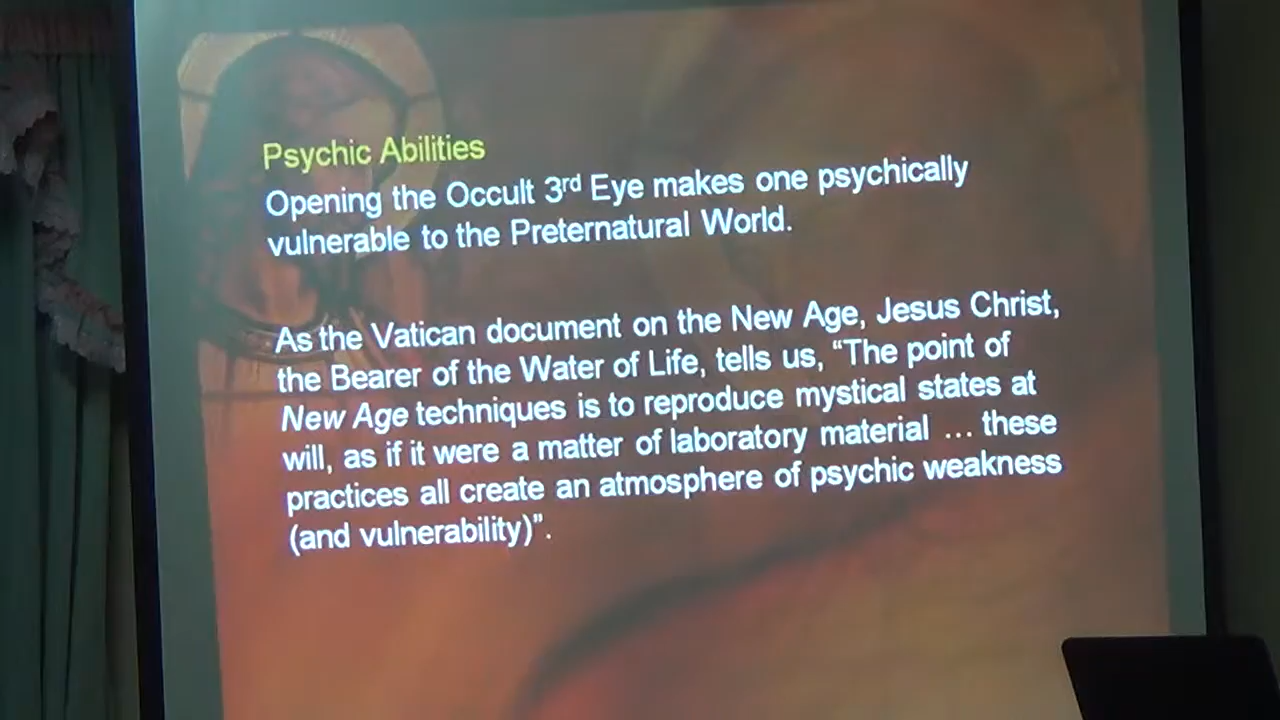 Psychic Abilities
Opening the Occult 3rd Eye makes one psychically
vulnerable to the Preternatural World.
As the Vatican document on the New Age, Jesus Christ,
the Bearer of the Water of Life, tells us, “The point of
New Age techniques is to reproduce mystical states at
will, as if it were a matter of laboratory material … these
practices all create an atmosphere of psychic weakness
(and vulnerability)”.